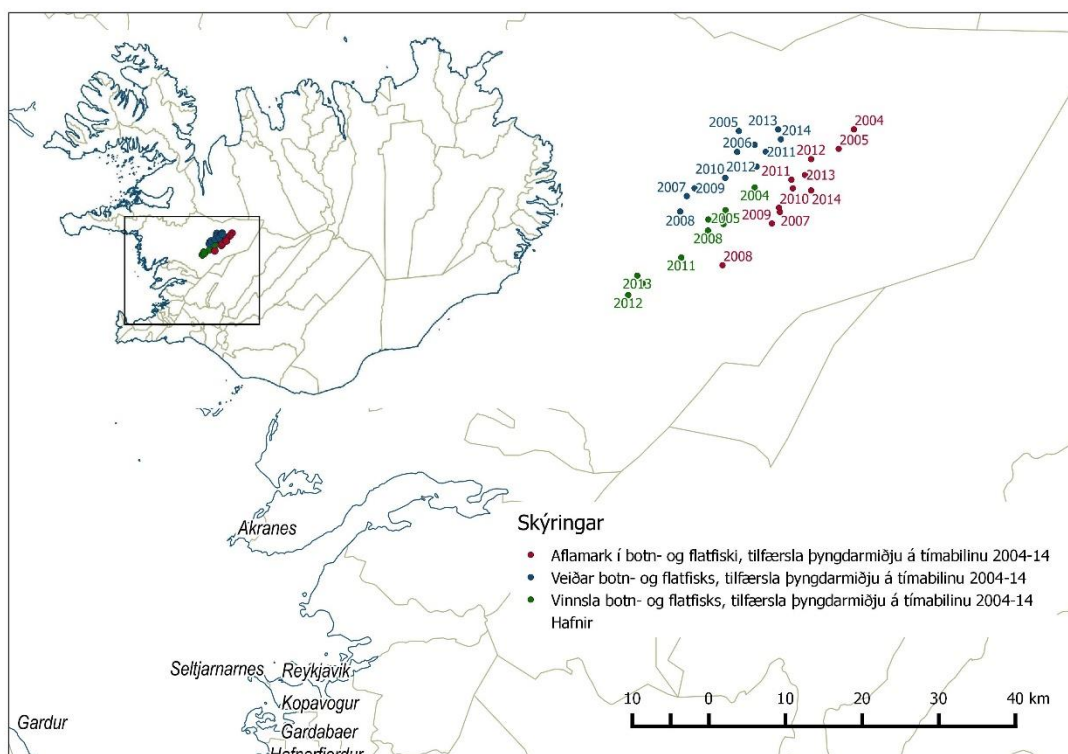 2013
2004
2005
2014
2005
2006
2011
2012
2010
2012
2011
2013
2004
2010
2014
2007
2009
2005
2009
2007
2008
2008
2011
2013
2012
Akranes
Skýringar
Aflamark í botn- og flatfiski, tilfærsla þyngdarmiðju á tímabilinu 2004-14
Veiðar botn- og flatfisks, tilfærsla þyngdarmiðju á tímabilinu 2004-14
Vinnsla botn- og flatfisks, tilfærsla þyngdarmiðju á tímabilinu 2004-14
Hafnir
Seltjarnarnes
Reykjavik
Kopavogur
Gardur
Gardabaer
Hafnarfjordur
10 0 10 20 30 40 km